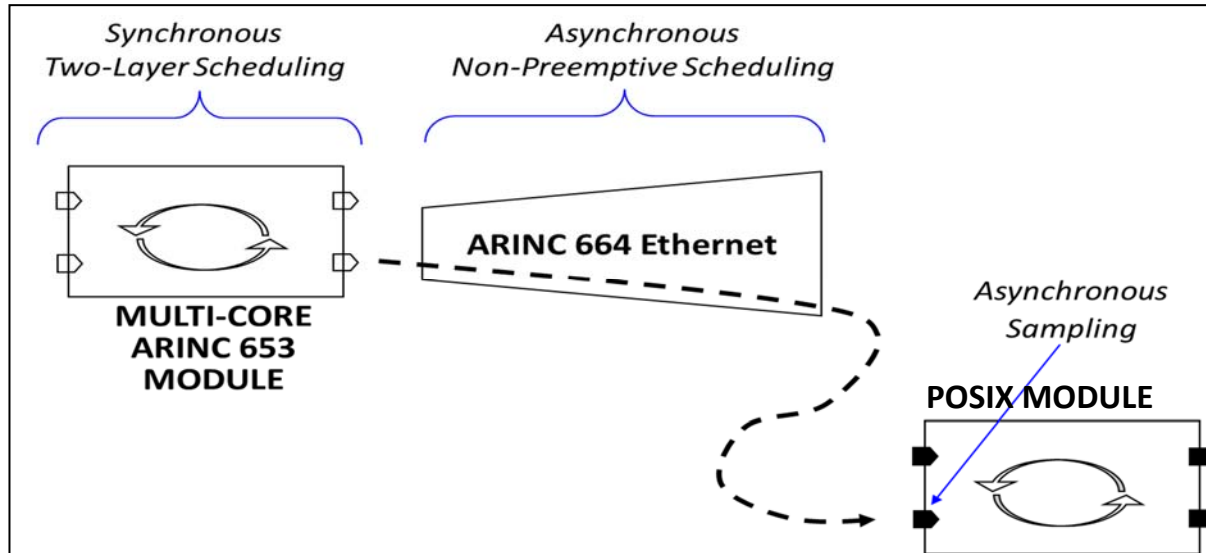 Synchronous
Two-Layer Scheduling
Asynchronous
Non-Preemptive Scheduling
ARINC 664 Ethernet
MULTI-CORE
ARINC 653
MODULE
Asynchronous
Sampling
POSIX MODULE